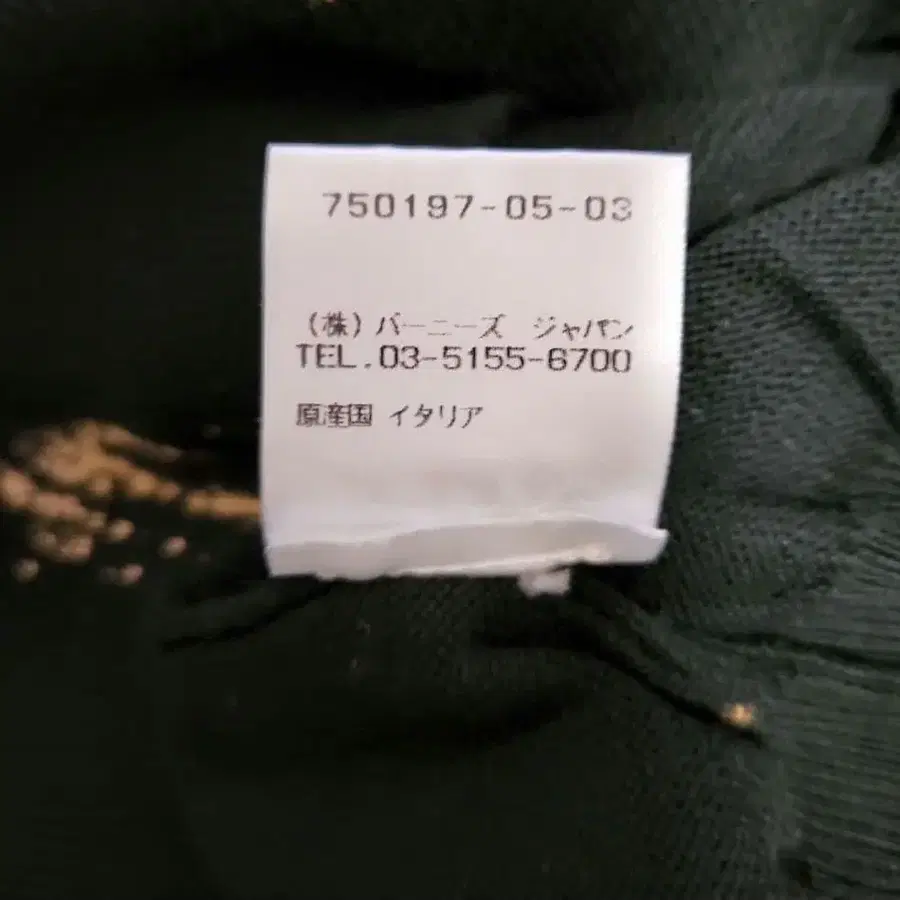 750197-05-03
(株) バーニーズ ジャパン
TEL.03-5155-6700
原産国 イタリア